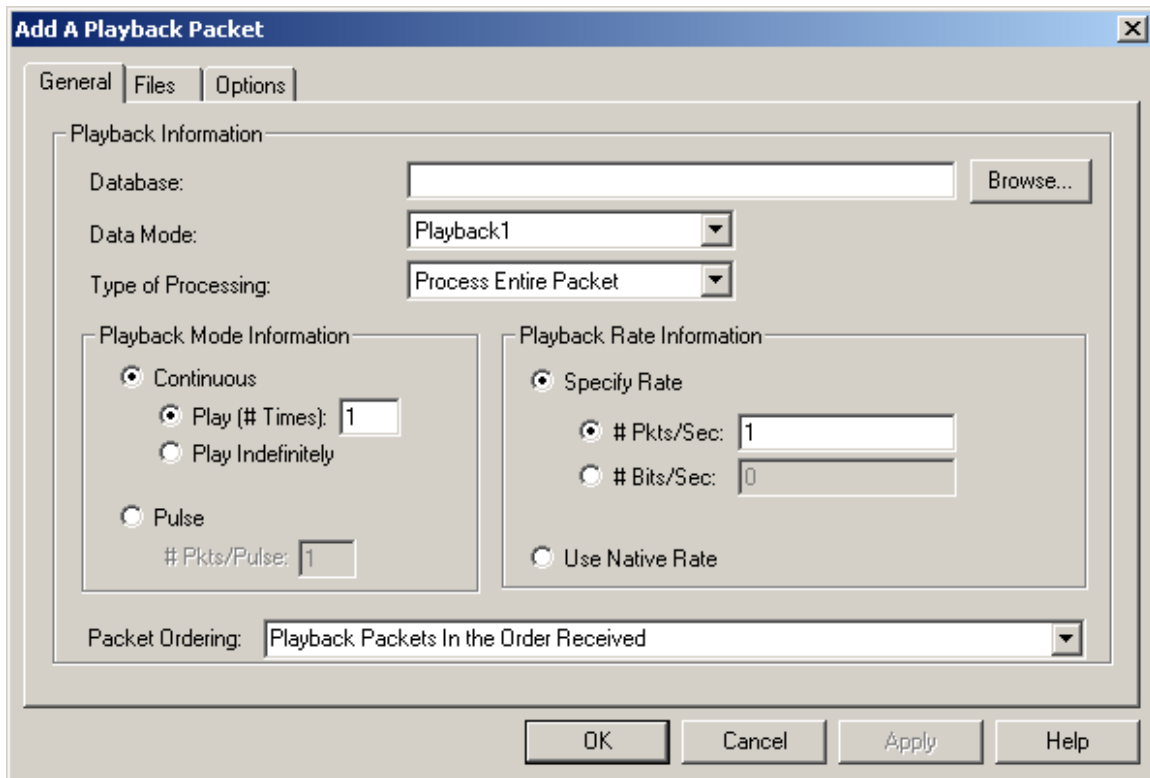 Add A Playback Packet
General Files Options
Playback Information
Database: Browse...
Data Mode: Playback1
Type of Processing: Process Entire Packet
Playback Mode Information
Continuous
Play (# Times): 1
Play Indefinitely
Pulse
# Pkts/Pulse: 1
Playback Rate Information
Specify Rate
# Pkts/Sec: 1
# Bits/Sec: 0
Use Native Rate
Packet Ordering: Playback Packets In the Order Received
OK Cancel Apply Help